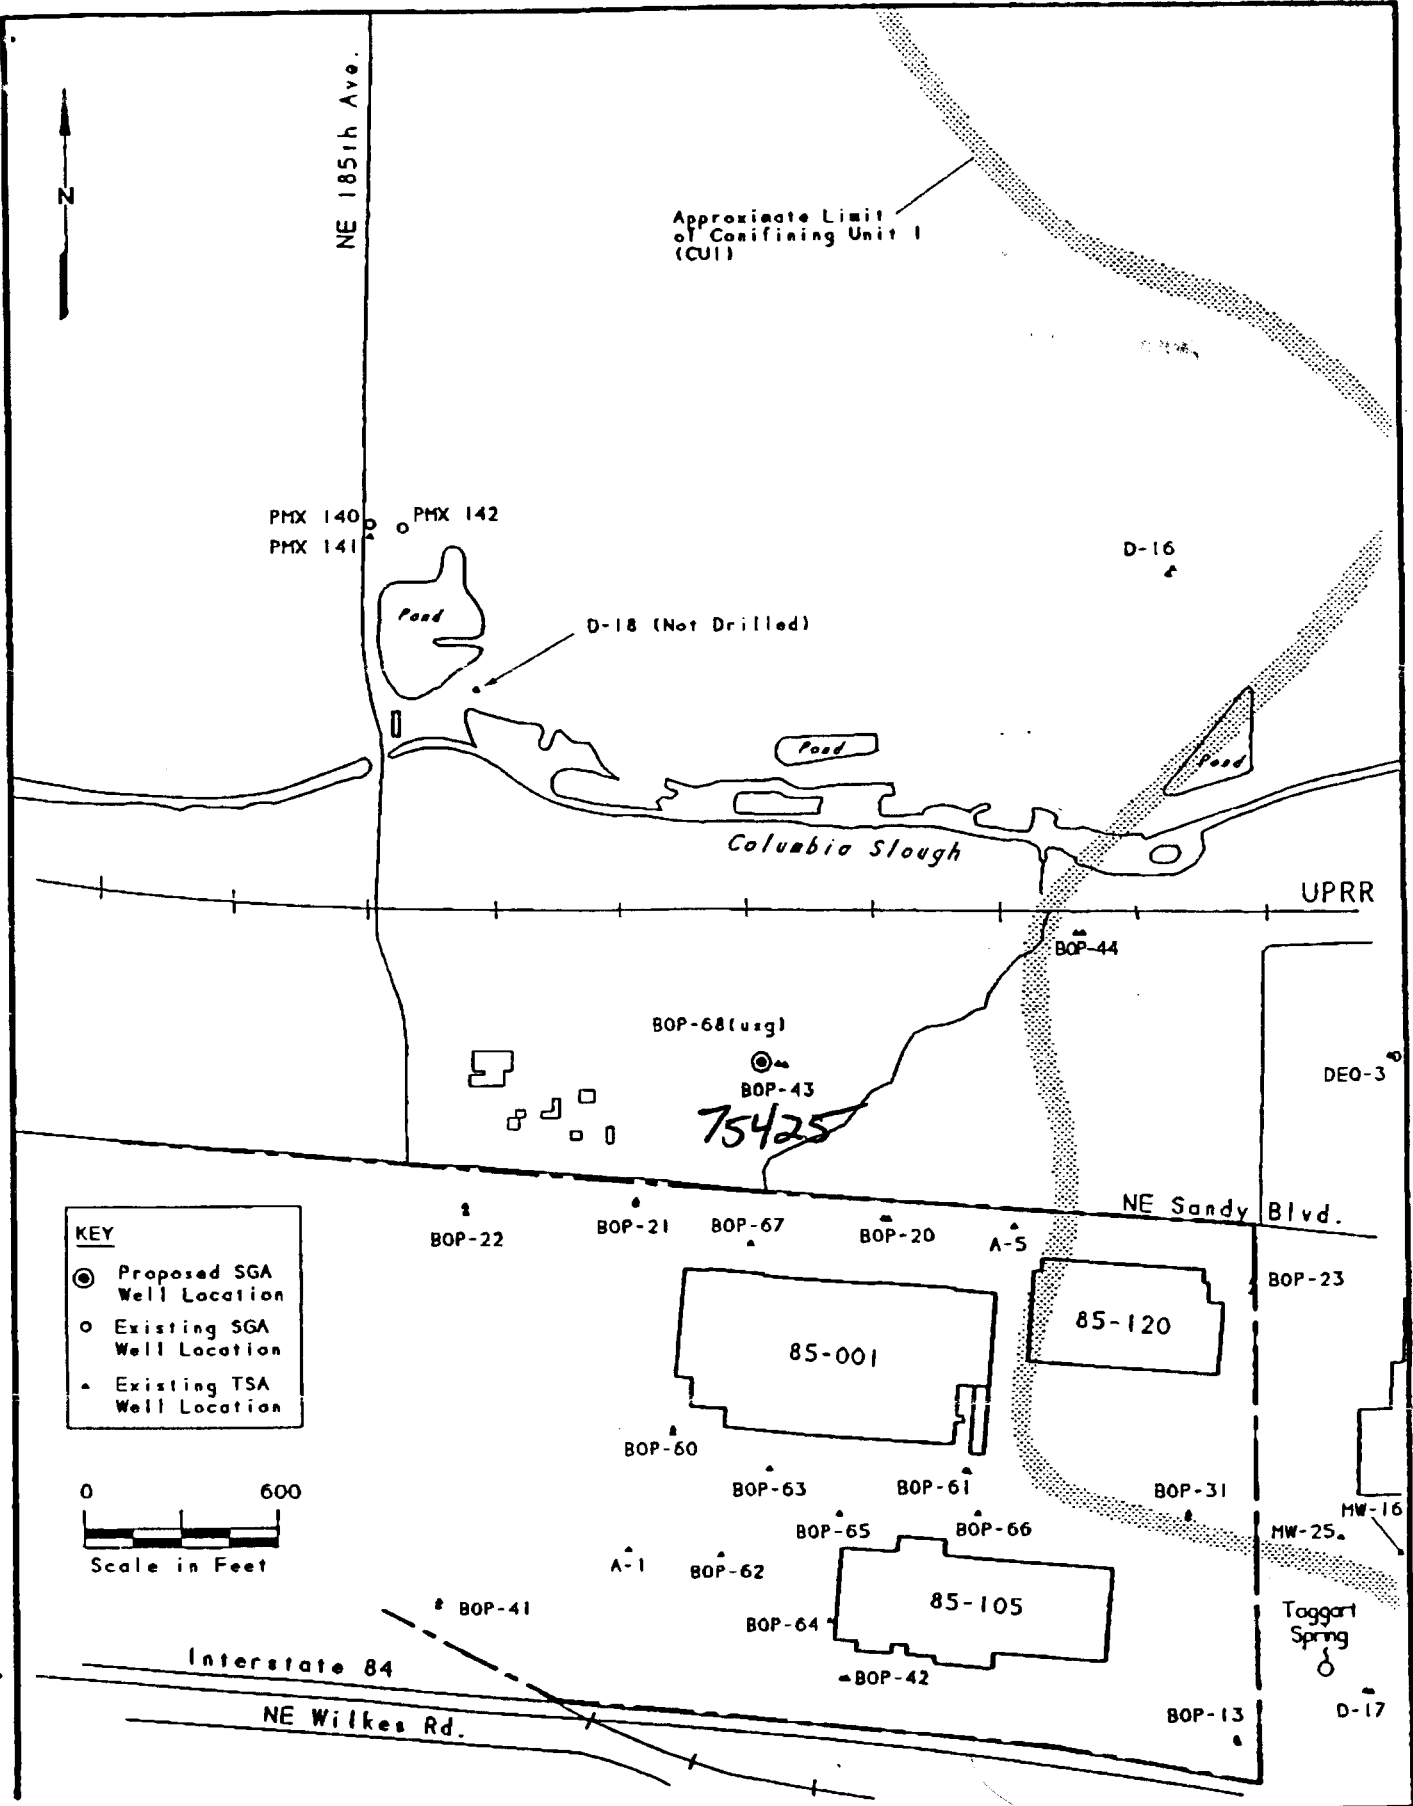 NE 185th Ave.
N
Approximate Limit
of Conifining Unit 1
(CU1)
PMX 140
PMX 142
PMX 141
D-16
Pond
D-18 (Not Drilled)
Pond
Pond
Columbia Slough
UPRR
BOP-44
BOP-68(usg)
DEQ-3
BOP-43
75425
NE Sandy Blvd.
BOP-22
BOP-21
BOP-67
BOP-20
A-5
KEY
Proposed SGA
Well Location
Existing SGA
Well Location
Existing TSA
Well Location
BOP-23
85-120
85-001
BOP-60
BOP-63
BOP-61
BOP-31
MW-16
0 600
Scale in Feet
BOP-65
BOP-66
MW-25
A-1
BOP-62
85-105
BOP-41
BOP-64
Taggart
Spring
Interstate 84
BOP-42
NE Wilkes Rd.
BOP-13
D-17